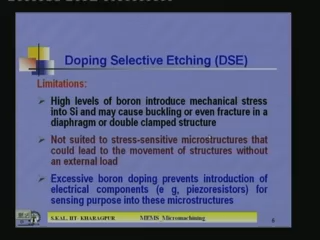 Doping Selective Etching (DSE)
Limitations:
High levels of boron introduce mechanical stress
into Si and may cause buckling or even fracture in a
diaphragm or double clamped structure
Not suited to stress-sensitive microstructures that
could lead to the movement of structures without
an external load
Excessive boron doping prevents introduction of
electrical components (e g, piezoresistors) for
sensing purpose into these microstructures
S.KAL, IIT KHARAGPUR
MEMS_Micromachining
6